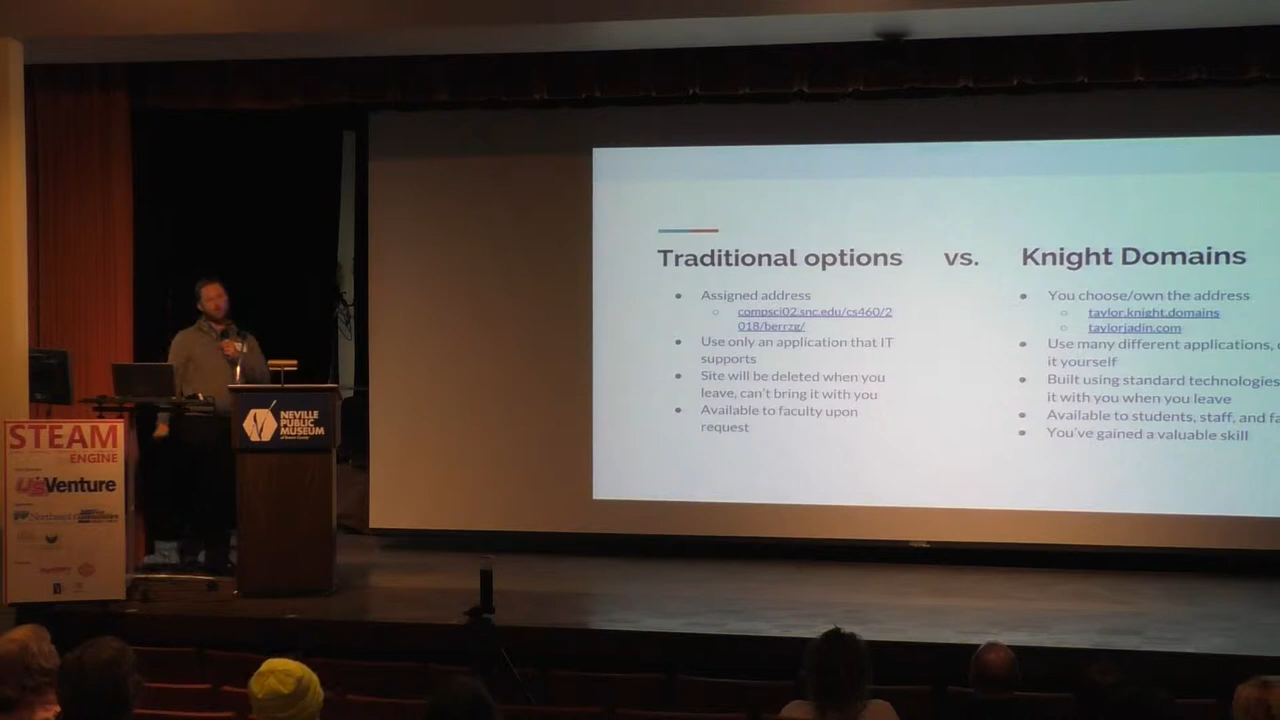 Traditional options
vs.
Knight Domains
Assigned address
compsci02.snc.edu/cs460/2
018/berrzg/
Use only an application that IT
supports
Site will be deleted when you
leave, can't bring it with you
Available to faculty upon
request
You choose/own the address
taylor.knight.domains
taylorjadin.com
Use many different applications,
it yourself
Built using standard technologies
it with you when you leave
Available to students, staff, and fa
You've gained a valuable skill
NEVILLE
PUBLIC
MUSEUM
of Brown County
STEAM
ENGINE
U.S. Venture